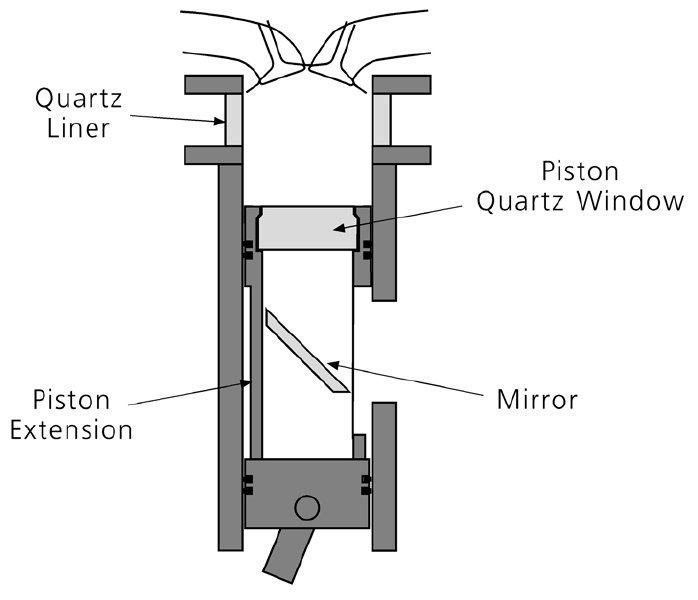 Quartz
Liner
Piston
Quartz Window
Piston
Extension
Mirror